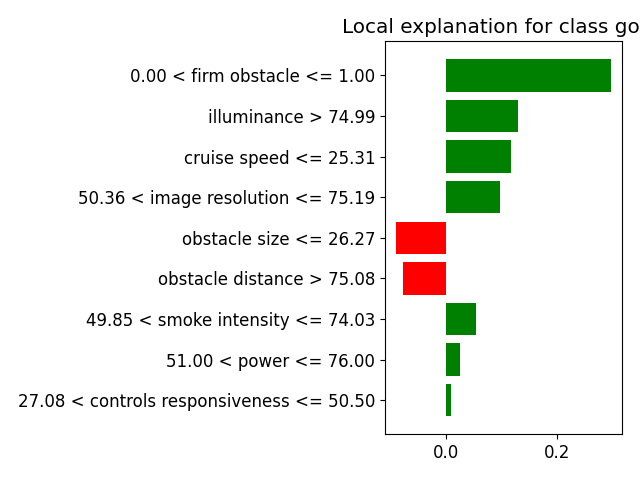 Local explanation for class go
0.00 < firm obstacle <= 1.00
illuminance > 74.99
cruise speed <= 25.31
50.36 < image resolution <= 75.19
obstacle size <= 26.27
obstacle distance > 75.08
49.85 < smoke intensity <= 74.03
51.00 < power <= 76.00
27.08 < controls responsiveness <= 50.50
0.0 0.2